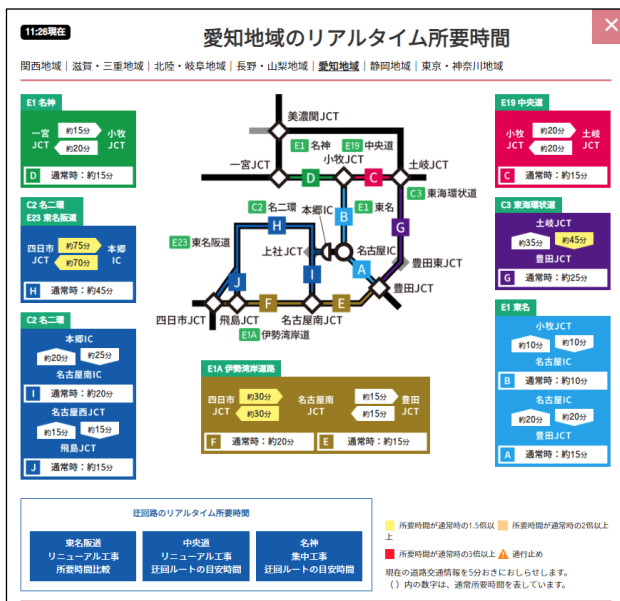 11:26現在
愛知地域のリアルタイム所要時間
×
関西地域｜滋賀・三重地域｜北陸・岐阜地域｜長野・山梨地域｜愛知地域｜静岡地域｜東京・神奈川地域
E1 名神
一宮JCT 約15分 小牧JCT
約20分
D 通常時：約15分
C2 名二環
E23 東名阪道
四日市JCT 約75分 本郷IC
約70分
H 通常時：約45分
C2 名二環
本郷IC
約20分 約25分
名古屋南IC
I 通常時：約20分
名古屋西JCT
約15分 約15分
飛島JCT
J 通常時：約15分
美濃関JCT
E1 名神 E19 中央道
一宮JCT 小牧JCT 土岐JCT
D C
C3 東海環状道
C2 名二環 本郷IC E1 東名
H B G
E23 東名阪道
上社JCT 名古屋IC
豊田東JCT
J I A
豊田JCT
F E
四日市JCT 飛島JCT 名古屋南JCT
E1A 伊勢湾岸道
E1A 伊勢湾岸道路
四日市JCT 約30分 名古屋南JCT 約15分 豊田JCT
約30分 約15分
F 通常時：約20分 E 通常時：約15分
E19 中央道
小牧JCT 約20分 土岐JCT
約20分
C 通常時：約15分
C3 東海環状道
土岐JCT
約35分 約45分
豊田JCT
G 通常時：約25分
E1 東名
小牧JCT
約10分 約10分
名古屋IC
B 通常時：約10分
名古屋IC
約20分 約20分
豊田JCT
A 通常時：約15分
迂回路のリアルタイム所要時間
東名阪道
リニューアル工事
所要時間比較
中央道
リニューアル工事
迂回ルートの目安時間
名神
集中工事
迂回ルートの目安時間
所要時間が通常時の1.5倍以上 所要時間が通常時の2倍以上
所要時間が通常時の3倍以上 通行止め
現在の道路交通情報を5分おきにおしらせします。
（ ）内の数字は、通常所要時間を表しています。